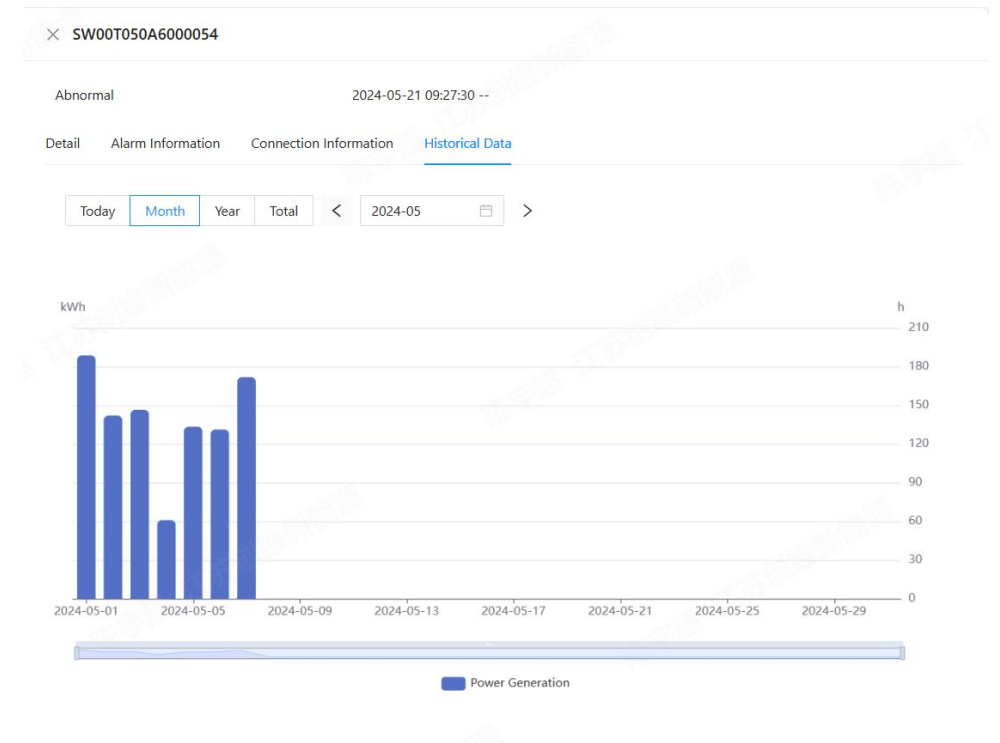 SW00T050A6000054
Abnormal 2024-05-21 09:27:30 --
Detail Alarm Information Connection Information Historical Data
Today Month Year Total 2024-05
kWh h
210
180
150
120
90
60
30
0
2024-05-01 2024-05-05 2024-05-09 2024-05-13 2024-05-17 2024-05-21 2024-05-25 2024-05-29
Power Generation